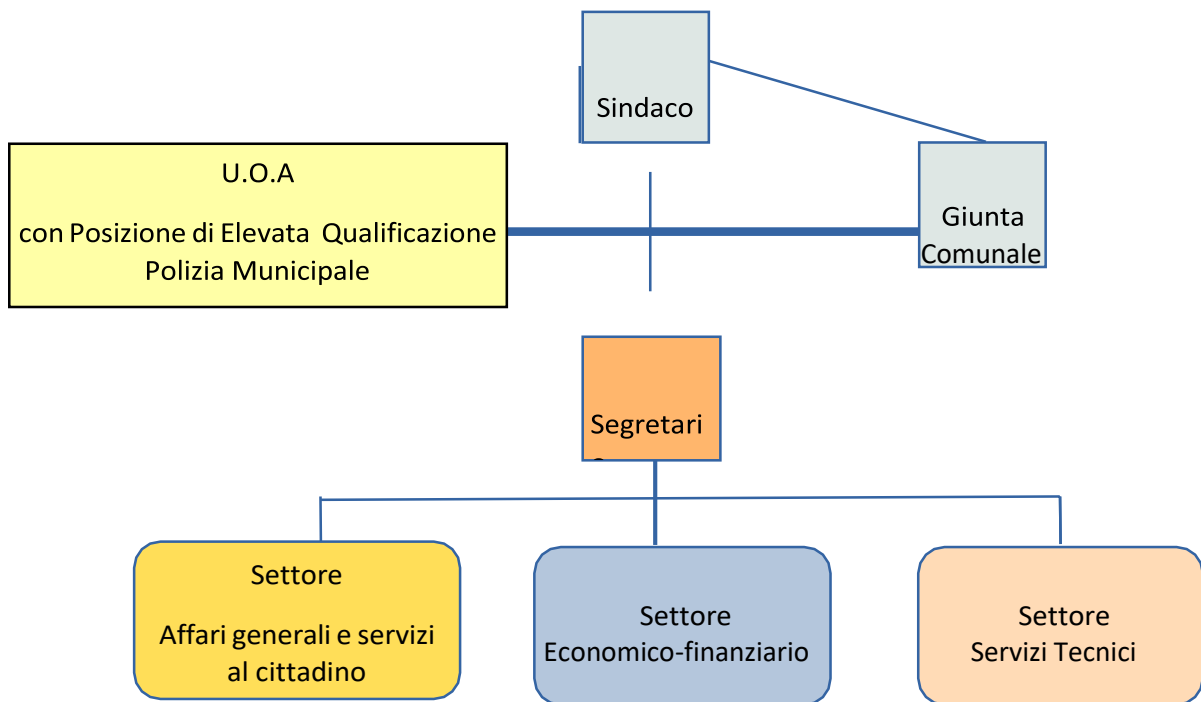 Sindaco
U.O.A
con Posizione di Elevata Qualificazione
Polizia Municipale
Giunta
Comunale
Segretari
Settore
Affari generali e servizi
al cittadino
Settore
Economico-finanziario
Settore
Servizi Tecnici